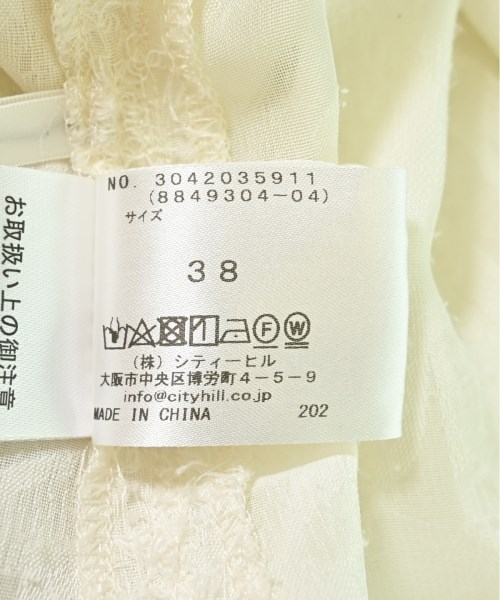 NO. 3042035911
(8849304-04)
サイズ
38
F W
(株) シティーヒル
大阪市中央区博労町4-5-9
info@cityhill.co.jp
MADE IN CHINA 202
お取扱い上の御注意